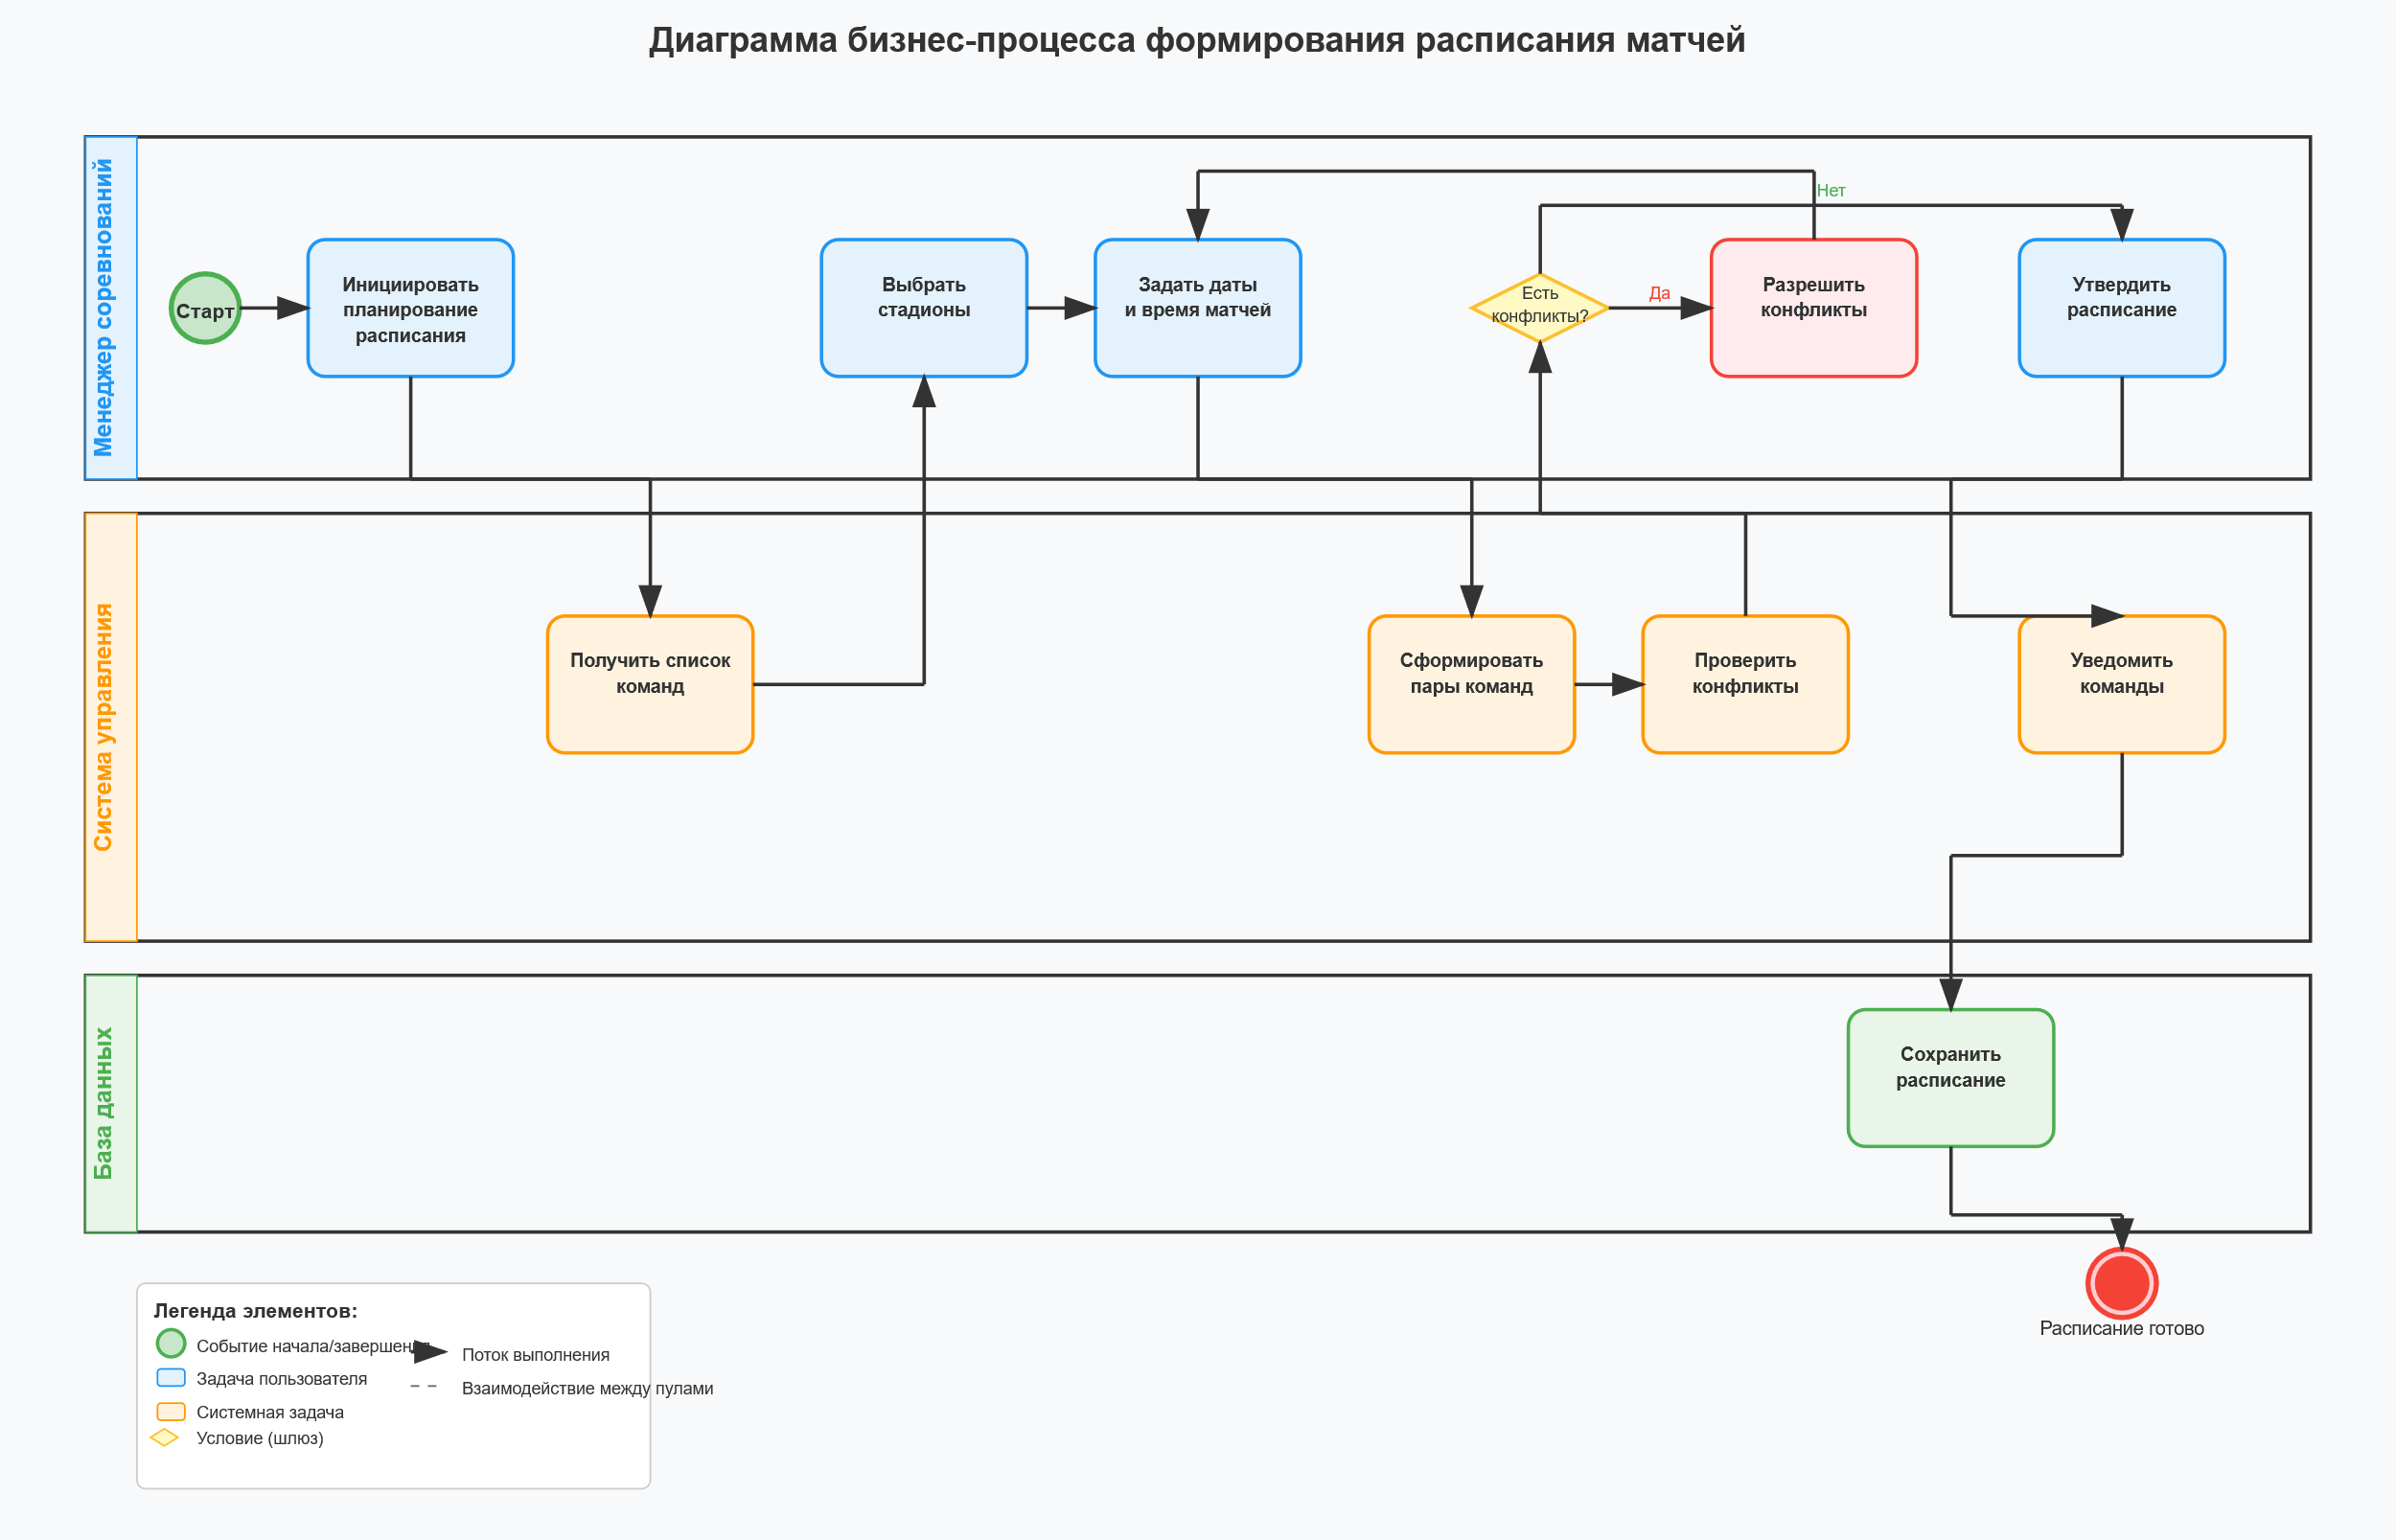 Диаграмма бизнес-процесса формирования расписания матчей
Менеджер соревнований
Старт
Инициировать
планирование
расписания
Выбрать
стадионы
Задать даты
и время матчей
Есть
конфликты?
Да
Нет
Разрешить
конфликты
Утвердить
расписание
Система управления
Получить список
команд
Сформировать
пары команд
Проверить
конфликты
Уведомить
команды
База данных
Сохранить
расписание
Расписание готово
Легенда элементов:
Событие начала/завершения
Поток выполнения
Задача пользователя
Взаимодействие между пулами
Системная задача
Условие (шлюз)